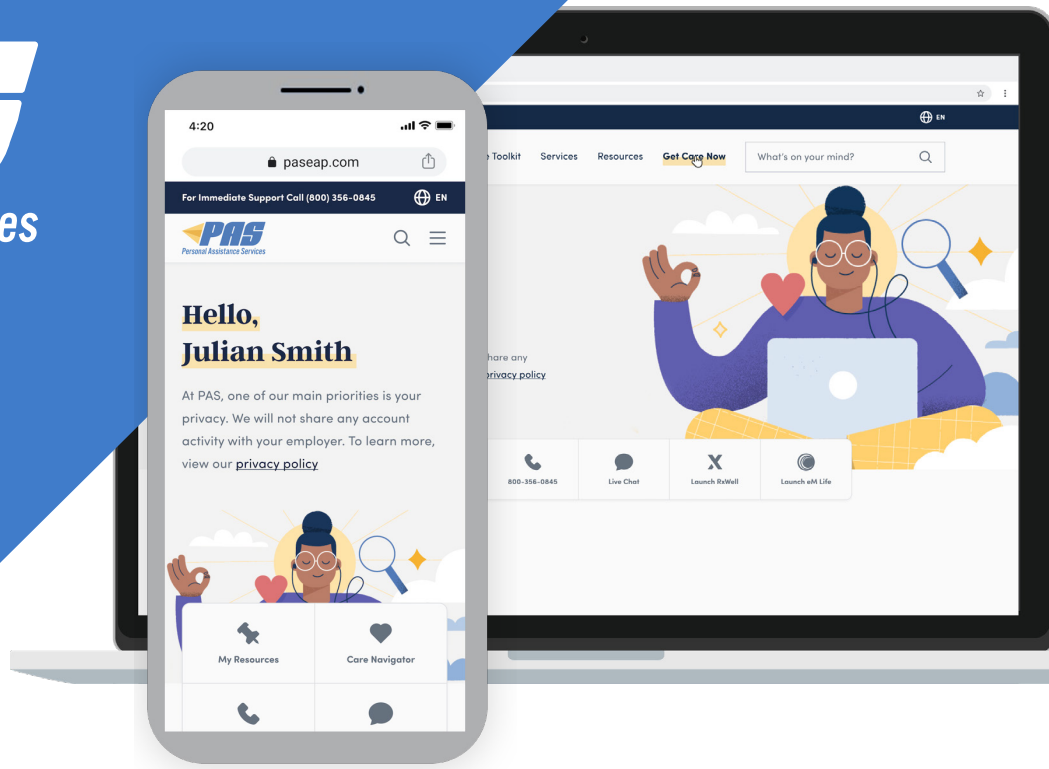 es
4:20
paseap.com
For Immediate Support Call (800) 356-0845
EN
PAS
Personal Assistance Services
Hello,
Julian Smith
At PAS, one of our main priorities is your
privacy. We will not share any account
activity with your employer. To learn more,
view our privacy policy
My Resources
Care Navigator
EN
Toolkit Services Resources Get Care Now What's on your mind?
hare any
privacy policy
800-356-0845
Live Chat
Launch RxWell
Launch eM Life